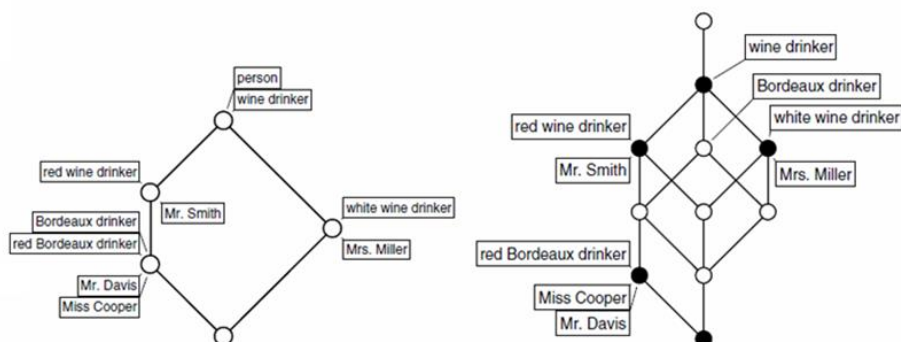 person
wine drinker
red wine drinker
Mr. Smith
Bordeaux drinker
red Bordeaux drinker
Mr. Davis
Miss Cooper
white wine drinker
Mrs. Miller
wine drinker
Bordeaux drinker
red wine drinker
white wine drinker
Mr. Smith
Mrs. Miller
red Bordeaux drinker
Miss Cooper
Mr. Davis